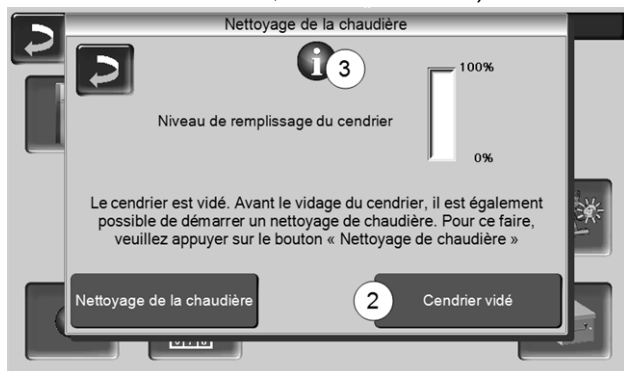 Nettoyage de la chaudière
3
100%
Niveau de remplissage du cendrier
0%
Le cendrier est vidé. Avant le vidage du cendrier, il est également
possible de démarrer un nettoyage de chaudière. Pour ce faire,
veuillez appuyer sur le bouton « Nettoyage de chaudière »
Nettoyage de la chaudière
2
Cendrier vidé